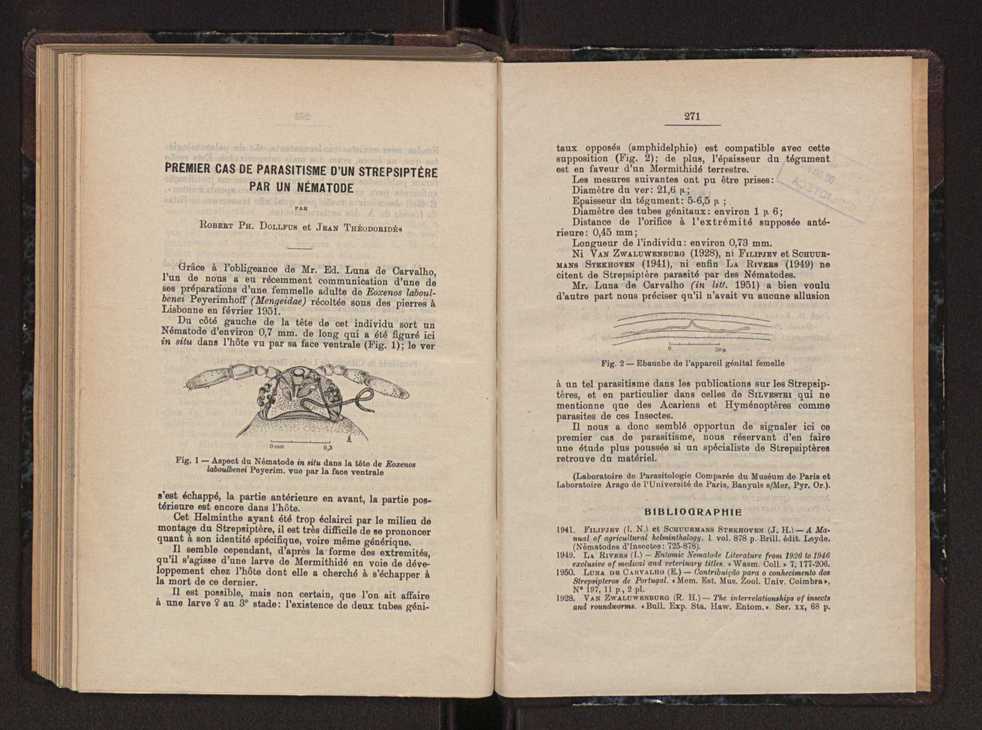 PREMIER CAS DE PARASITISME D'UN STREPSIPTÈRE
PAR UN NÉMATODE
PAR
ROBERT PH. DOLLFUS et JEAN THÉODORIDÈS
Grâce à l'obligeance de Mr. Ed. Luna de Carvalho,
l'un de nous a eu récemment communication d'une de
ses préparations d'une femmelle adulte de Eoxenos laboul-
benei Peyerimhoff (Mengeidae) récoltée sous des pierres à
Lisbonne en février 1951.
Du côté gauche de la tête de cet individu sort un
Nématode d'environ 0,7 mm. de long qui a été figuré ici
in situ dans l'hôte vu par sa face ventrale (Fig. 1); le ver
0 mm 0,3
Fig. 1 — Aspect du Nématode in situ dans la tête de Eoxenos
laboulbenei Peyerim. vue par la face ventrale
s'est échappé, la partie antérieure en avant, la partie pos-
térieure est encore dans l'hôte.
Cet Helminthe ayant été trop éclairci par le milieu de
montage du Strepsiptère, il est très difficile de se prononcer
quant à son identité spécifique, voire même générique.
Il semble cependant, d'après la forme des extremités,
qu'il s'agisse d'une larve de Mermithidé en voie de déve-
loppement chez l'hôte dont elle a cherché à s'échapper à
la mort de ce dernier.
Il est possible, mais non certain, que l'on ait affaire
à une larve ♀ au 3e stade: l'existence de deux tubes géni-
271
taux opposés (amphidelphie) est compatible avec cette
supposition (Fig. 2); de plus, l'épaisseur du tégument
est en faveur d'un Mermithidé terrestre.
Les mesures suivantes ont pu être prises:
Diamètre du ver: 21,6 µ;
Epaisseur du tégument: 5-6,5 µ ;
Diamètre des tubes génitaux: environ 1 µ 6;
Distance de l'orifice à l'extrémité supposée anté-
rieure: 0,45 mm;
Longueur de l'individu: environ 0,73 mm.
Ni VAN ZWALUWENBURG (1928), ni FILIPJEV et SCHUUR-
MANS STEKHOVEN (1941), ni enfin LA RIVERS (1949) ne
citent de Strepsiptère parasité par des Nématodes.
Mr. Luna de Carvalho (in litt. 1951) a bien voulu
d'autre part nous préciser qu'il n'avait vu aucune allusion
Fig. 2 — Ebauche de l'appareil génital femelle
à un tel parasitisme dans les publications sur les Strepsip-
tères, et en particulier dans celles de SILVESTRI qui ne
mentionne que des Acariens et Hyménoptères comme
parasites de ces Insectes.
Il nous a donc semblé opportun de signaler ici ce
premier cas de parasitisme, nous réservant d'en faire
une étude plus poussée si un spécialiste de Strepsiptères
retrouve du matériel.
(Laboratoire de Parasitologie Comparée du Muséum de Paris et
Laboratoire Arago de l'Université de Paris, Banyuls s/Mer, Pyr. Or.).
BIBLIOGRAPHIE
1941. FILIPJEV (I. N.) et SCHUURMANS STEKHOVEN (J. H.) — A Ma-
nual of agricultural helminthology. 1. vol. 878 p. Brill. édit. Leyde.
(Nématodes d'Insectes: 725-878).
1949. LA RIVERS (I.) — Entomic Nematode Literature from 1926 to 1946
exclusive of medical and veterinary titles. «Wasm. Coll.» 7, 177-206.
1950. LUNA DE CARVALHO (E.) — Contribuição para o conhecimento dos
Strepsipteros de Portugal. «Mem. Est. Mus. Zool. Univ. Coimbra»,
Nº 197, 11 p., 2 pl.
1928. VAN ZWALUWENBURG (R. H.) — The interrelationships of insects
and roundworms. «Bull. Exp. Sta. Haw. Entom.». Ser. XX, 68 p.